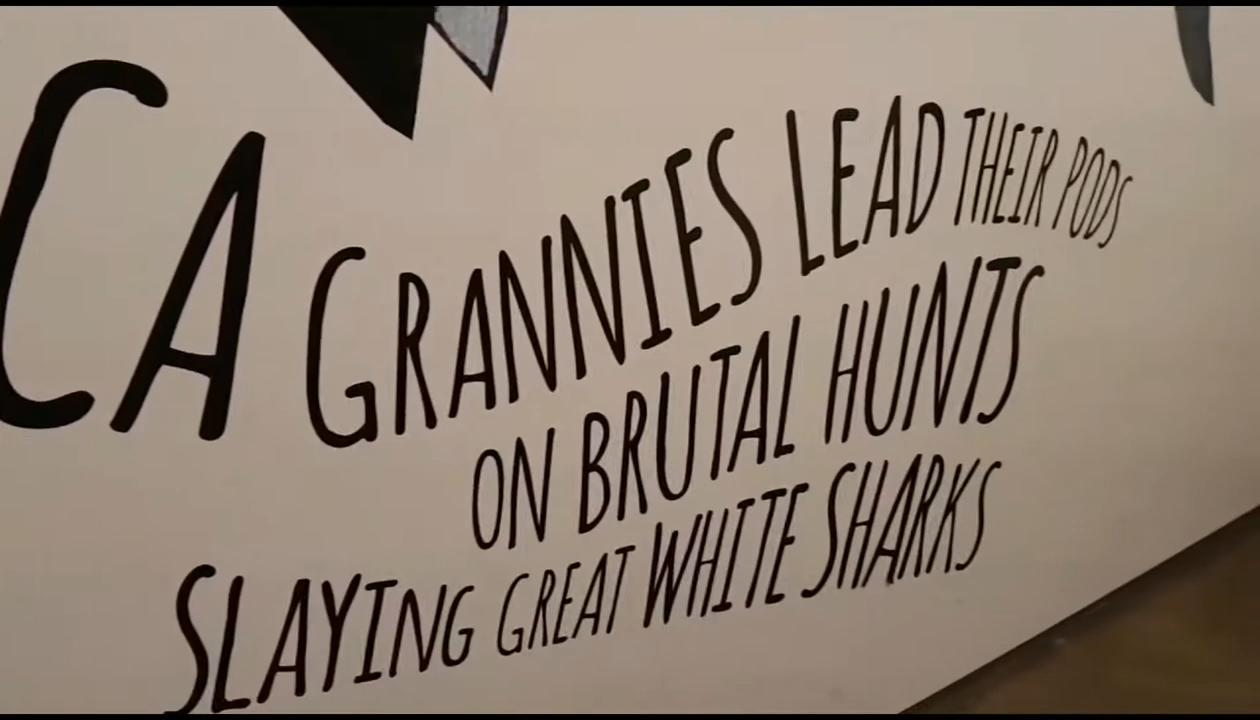 CA GRANNIES LEAD THEIR PODS
ON BRUTAL HUNTS
SLAYING GREAT WHITE SHARKS